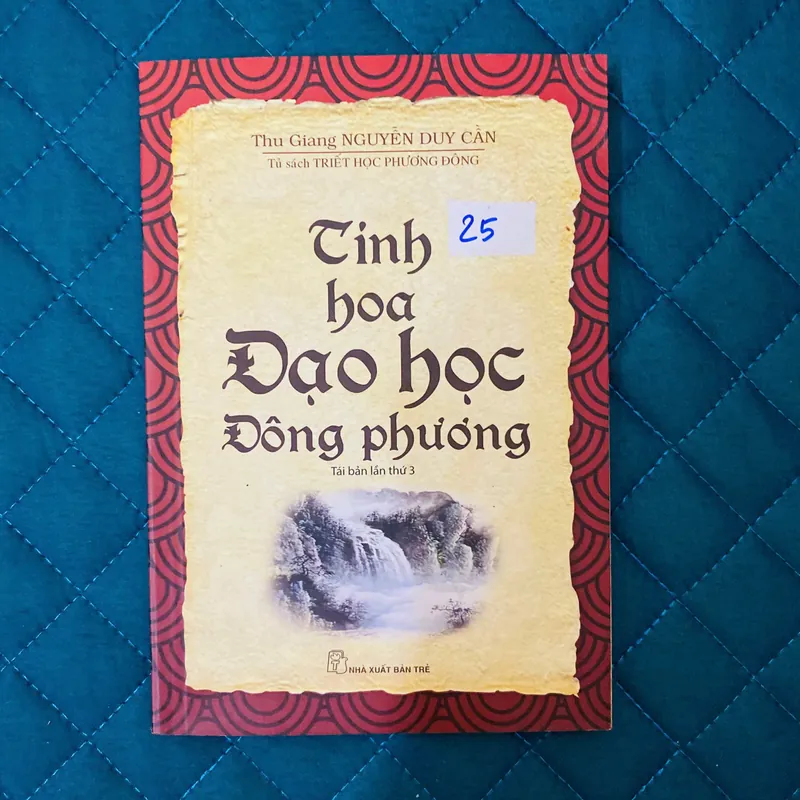 Thu Giang NGUYỄN DUY CẦN
Tủ sách TRIẾT HỌC PHƯƠNG ĐÔNG
Tinh
25
hoa
Đạo học
Đông phương
Tái bản lần thứ 3
NHÀ XUẤT BẢN TRẺ